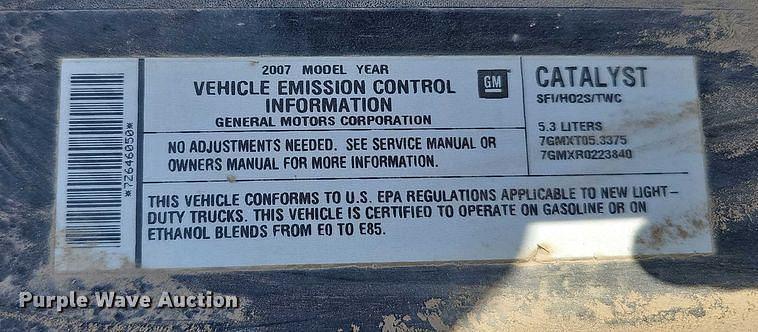 2007 MODEL YEAR
VEHICLE EMISSION CONTROL
INFORMATION
GENERAL MOTORS CORPORATION
GM
CATALYST
SFI/HO2S/TWC
5.3 LITERS
7GMXT05.3375
7GMXR0223840
NO ADJUSTMENTS NEEDED. SEE SERVICE MANUAL OR
OWNERS MANUAL FOR MORE INFORMATION.
*7Z646050*
THIS VEHICLE CONFORMS TO U.S. EPA REGULATIONS APPLICABLE TO NEW LIGHT-
DUTY TRUCKS. THIS VEHICLE IS CERTIFIED TO OPERATE ON GASOLINE OR ON
ETHANOL BLENDS FROM E0 TO E85.
Purple Wave Auction